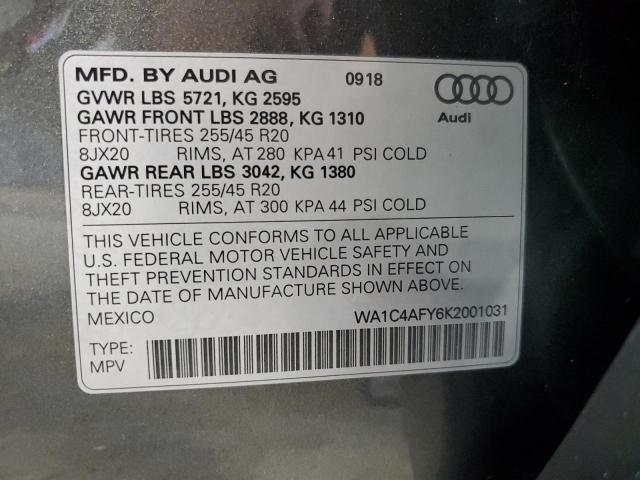 MFD. BY AUDI AG 0918
GVWR LBS 5721, KG 2595
GAWR FRONT LBS 2888, KG 1310
Audi
FRONT-TIRES 255/45 R20
8JX20 RIMS, AT 280 KPA 41 PSI COLD
GAWR REAR LBS 3042, KG 1380
REAR-TIRES 255/45 R20
8JX20 RIMS, AT 300 KPA 44 PSI COLD
THIS VEHICLE CONFORMS TO ALL APPLICABLE
U.S. FEDERAL MOTOR VEHICLE SAFETY AND
THEFT PREVENTION STANDARDS IN EFFECT ON
THE DATE OF MANUFACTURE SHOWN ABOVE.
MEXICO WA1C4AFY6K2001031
TYPE:
MPV